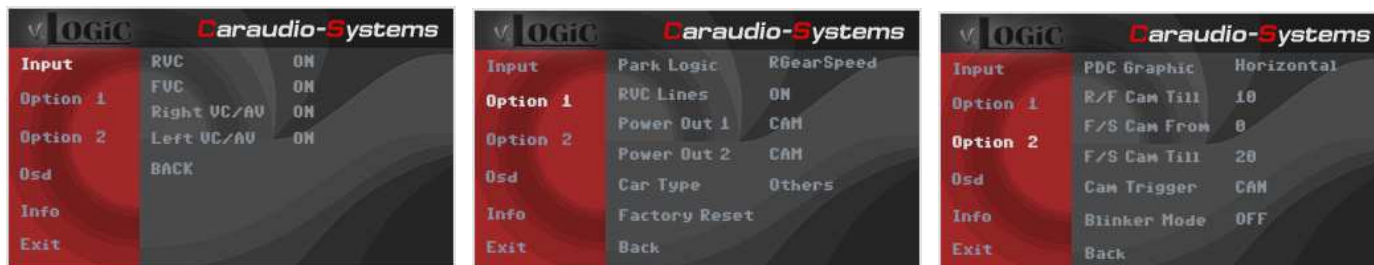 v.LOGiC Caraudio-Systems
Input RVC ON
FVC ON
Option 1 Right VC/AV ON
Option 2 Left VC/AV ON
Osd BACK
Info
Exit
v.LOGiC Caraudio-Systems
Input Park Logic RGearSpeed
Option 1 RVC Lines ON
Option 2 Power Out 1 CAM
Power Out 2 CAM
Osd Car Type Others
Info Factory Reset
Exit Back
v.LOGiC Caraudio-Systems
Input PDC Graphic Horizontal
Option 1 R/F Cam Till 10
F/S Cam From 0
Option 2 F/S Cam Till 20
Osd Cam Trigger CAN
Info Blinker Mode OFF
Exit Back